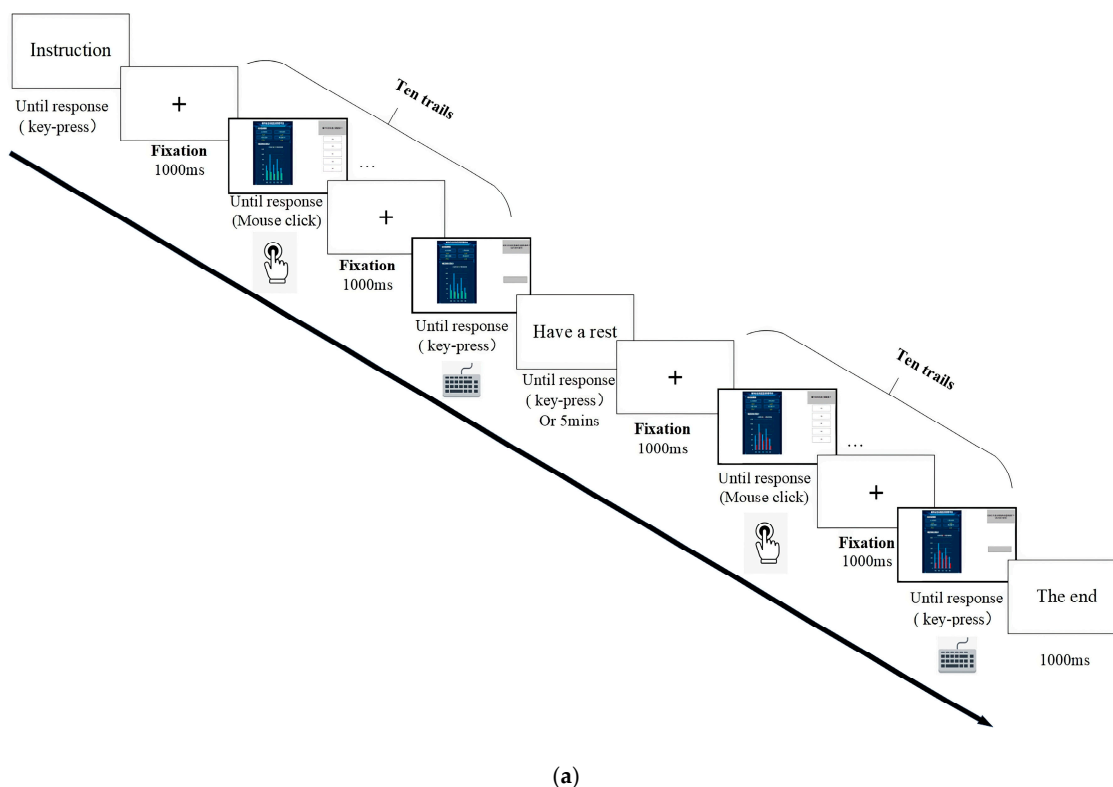 Instruction
Until response
( key-press）
+
Fixation
1000ms
Ten trails
Until response
(Mouse click)
...
+
Fixation
1000ms
Until response
( key-press）
Have a rest
Until response
( key-press）
Or 5mins
+
Fixation
1000ms
Ten trails
Until response
(Mouse click)
...
+
Fixation
1000ms
Until response
( key-press）
The end
1000ms
(a)